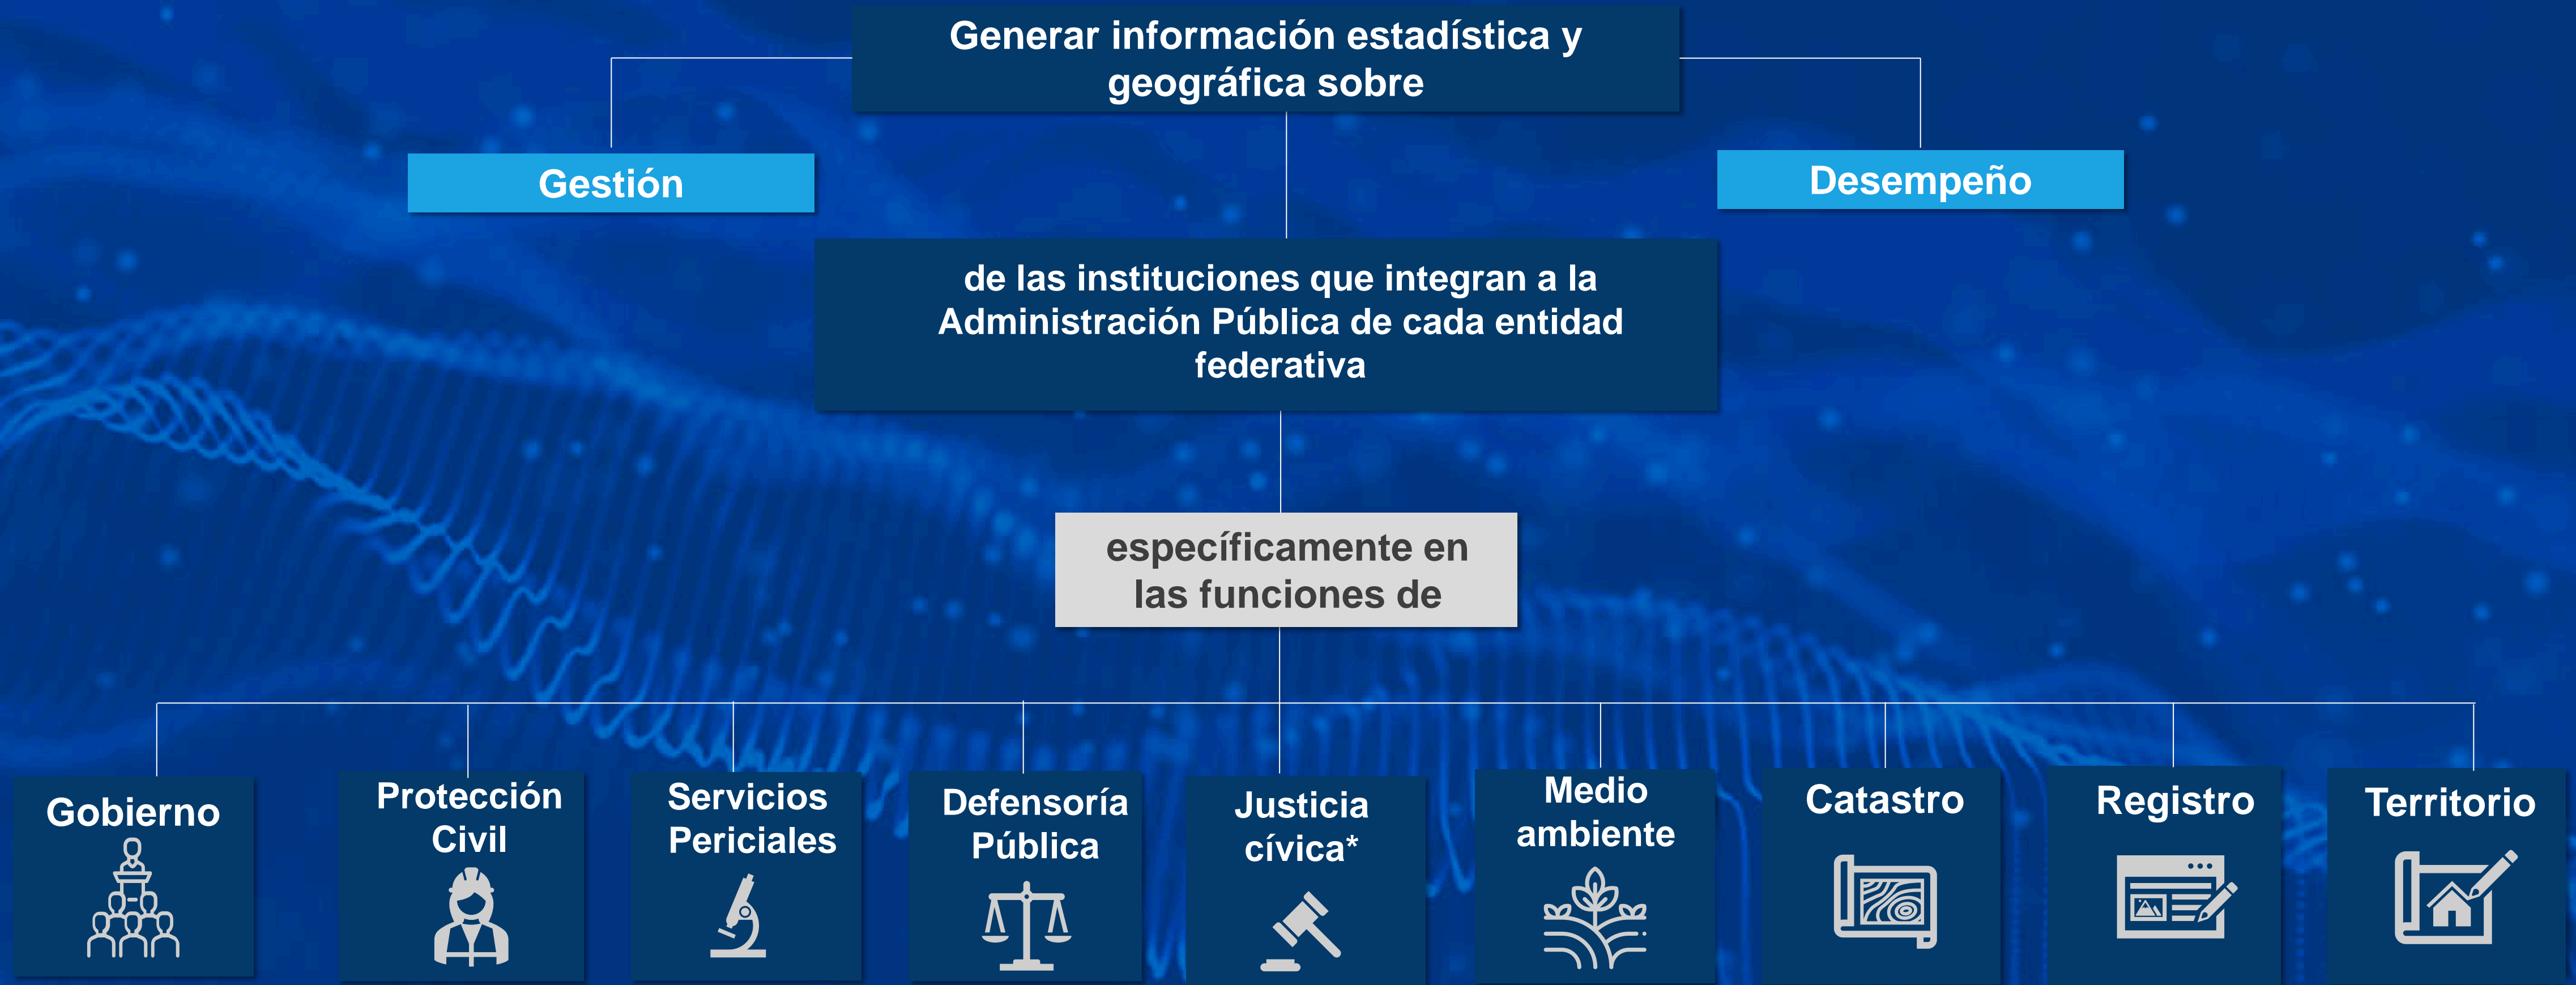 Generar información estadística y
geográfica sobre
Gestión
Desempeño
de las instituciones que integran a la
Administración Pública de cada entidad
federativa
específicamente en
las funciones de
Gobierno
Protección
Civil
Servicios
Periciales
Defensoría
Pública
Justicia
cívica*
Medio
ambiente
Catastro
Registro
Territorio